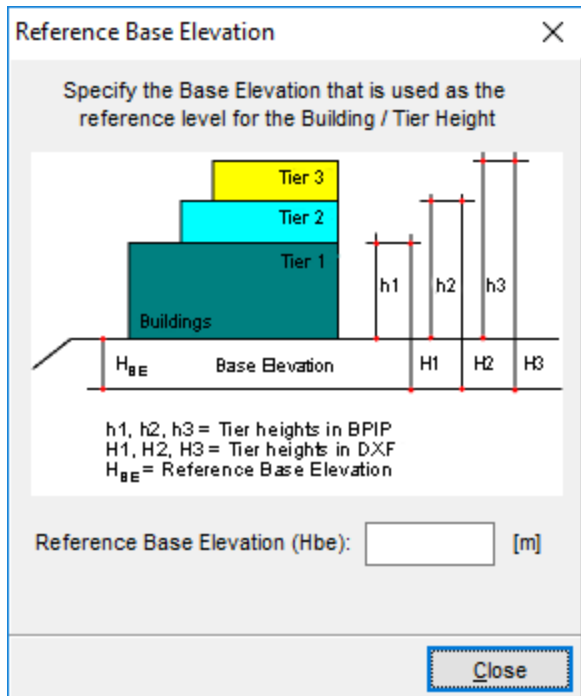 Reference Base Elevation
Specify the Base Elevation that is used as the
reference level for the Building / Tier Height
Tier 3
Tier 2
Tier 1
h1 h2 h3
Buildings
HBE Base Elevation H1 H2 H3
h1, h2, h3 = Tier heights in BPIP
H1, H2, H3 = Tier heights in DXF
HBE = Reference Base Elevation
Reference Base Elevation (Hbe): [m]
Close